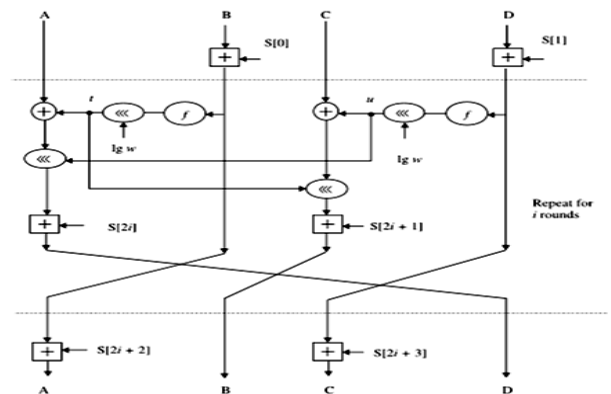 A B C D
S[0] S[1]
+ +
t u
+ <<< f + <<< f
lg w lg w
<<<
<<<
Repeat for
i rounds
+ S[2i] + S[2i + 1]
+ S[2i + 2] + S[2i + 3]
A B C D